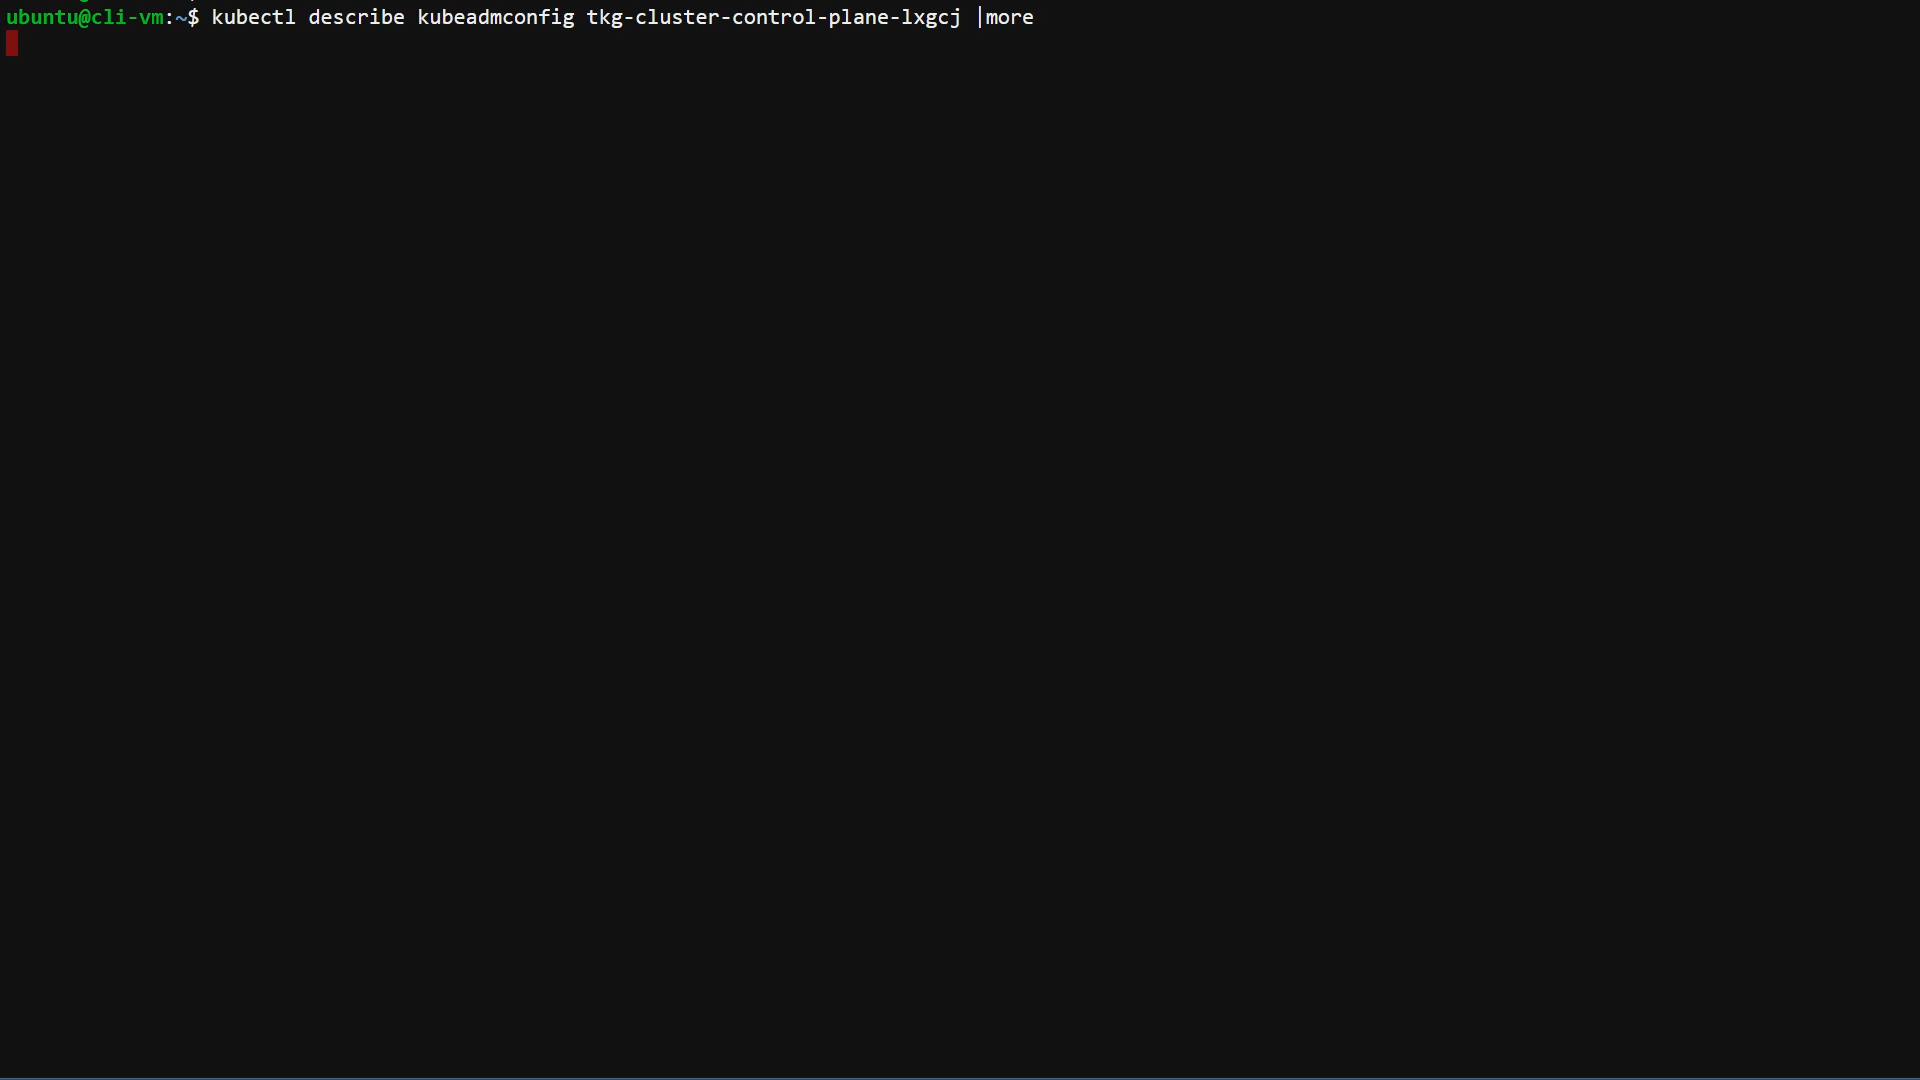 ubuntu@cli-vm:~$ kubectl describe kubeadmconfig tkg-cluster-control-plane-lxgcj |more